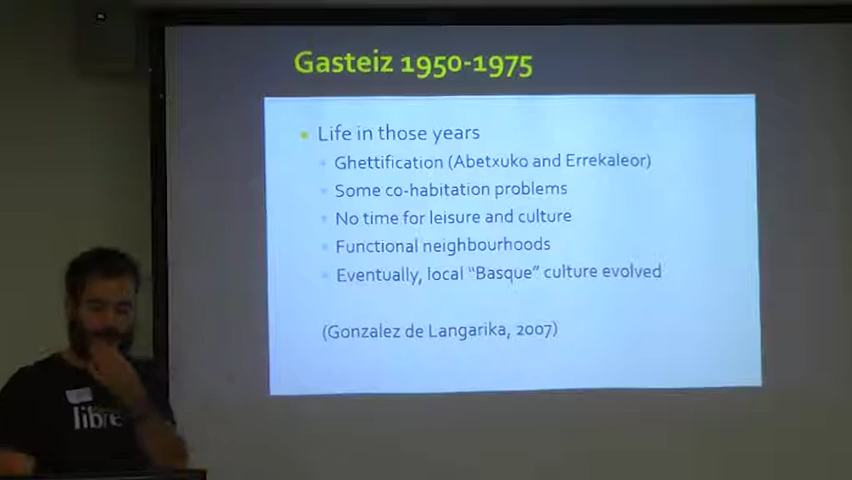 Gasteiz 1950-1975
Life in those years
Ghettification (Abetxuko and Errekaleor)
Some co-habitation problems
No time for leisure and culture
Functional neighbourhoods
Eventually, local "Basque" culture evolved
(Gonzalez de Langarika, 2007)
libre